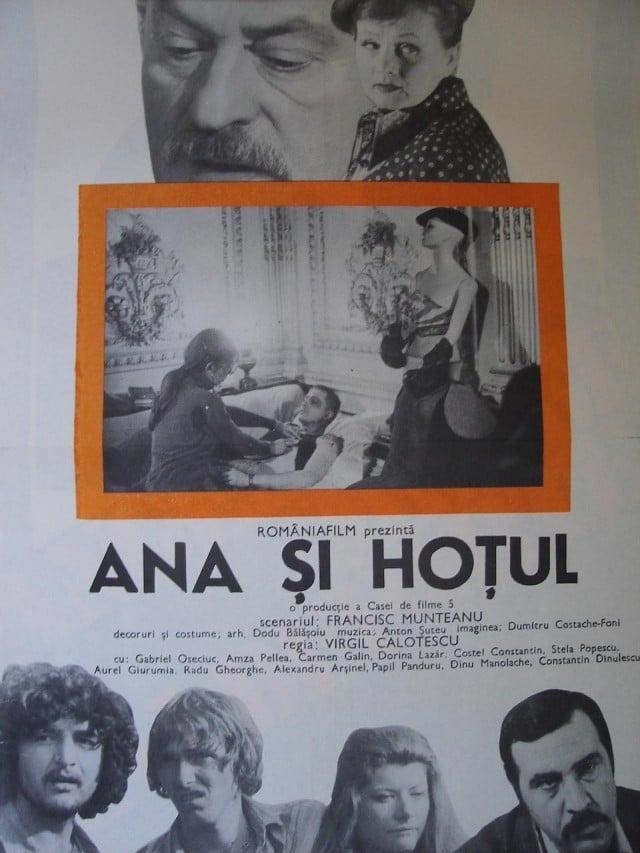 ROMÂNIAFILM prezintă
ANA ȘI HOȚUL
o producție a Casei de filme 5
scenariul: FRANCISC MUNTEANU
decoruri și costume; arh. Dodu Bălășoiu muzica: Anton Șuteu imaginea; Dumitru Costache-Foni
regia: VIRGIL CALOTESCU
cu: Gabriel Oseciuc, Amza Pellea, Carmen Galin, Dorina Lazăr, Costel Constantin, Stela Popescu,
Aurel Giurumia, Radu Gheorghe, Alexandru Arșinel, Papil Panduru, Dinu Manolache, Constantin Dinulescu